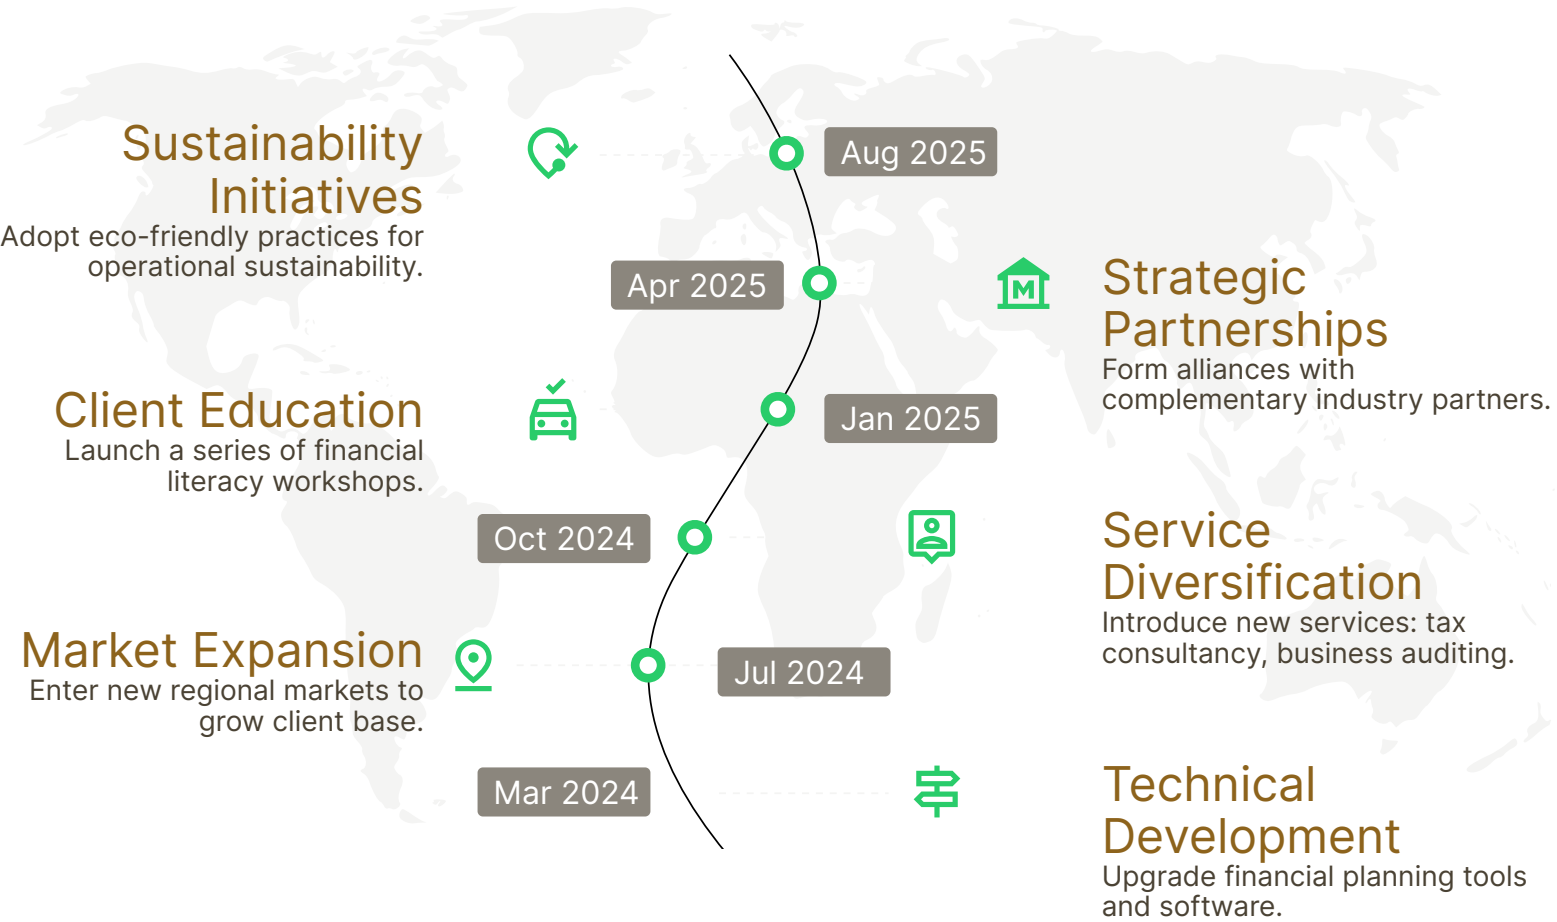 Sustainability
Initiatives
Adopt eco-friendly practices for
operational sustainability.
Aug 2025
Apr 2025
Strategic
Partnerships
Form alliances with
complementary industry partners.
Client Education
Launch a series of financial
literacy workshops.
Jan 2025
Oct 2024
Service
Diversification
Introduce new services: tax
consultancy, business auditing.
Market Expansion
Enter new regional markets to
grow client base.
Jul 2024
Mar 2024
Technical
Development
Upgrade financial planning tools
and software.